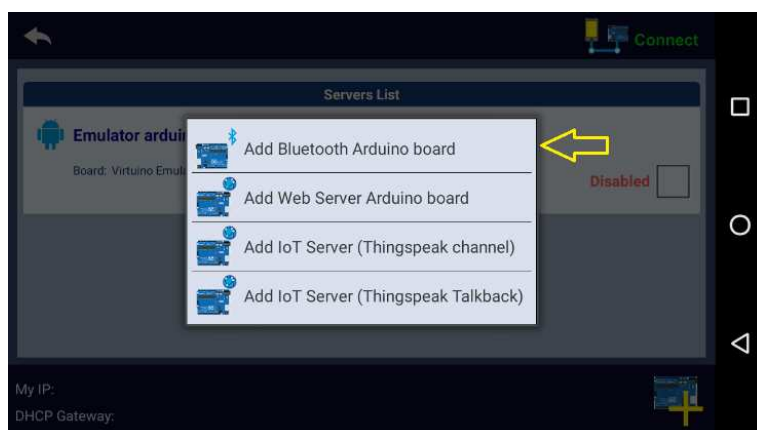 Connect
Servers List
Emulator ardui
Board: Virtuino Emul
Disabled
Add Bluetooth Arduino board
Add Web Server Arduino board
Add IoT Server (Thingspeak channel)
Add IoT Server (Thingspeak Talkback)
My IP:
DHCP Gateway: